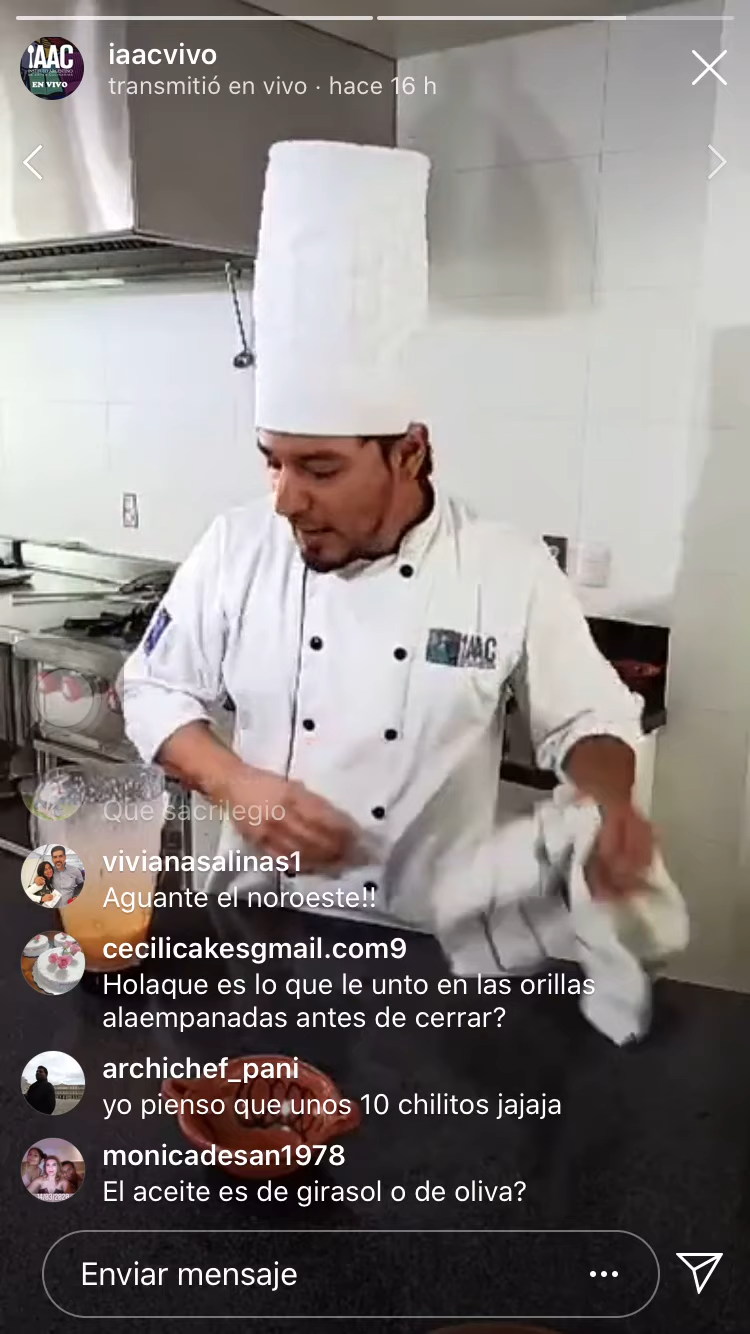 iAAC
EN VIVO
iaacvivo
transmitió en vivo · hace 16 h
iAAC
Que sacrilegio
vivianasalinas1
Aguante el noroeste!!
cecilicakesgmail.com9
Holaque es lo que le unto en las orillas
alaempanadas antes de cerrar?
archichef_pani
yo pienso que unos 10 chilitos jajaja
monicadesan1978
El aceite es de girasol o de oliva?
Enviar mensaje